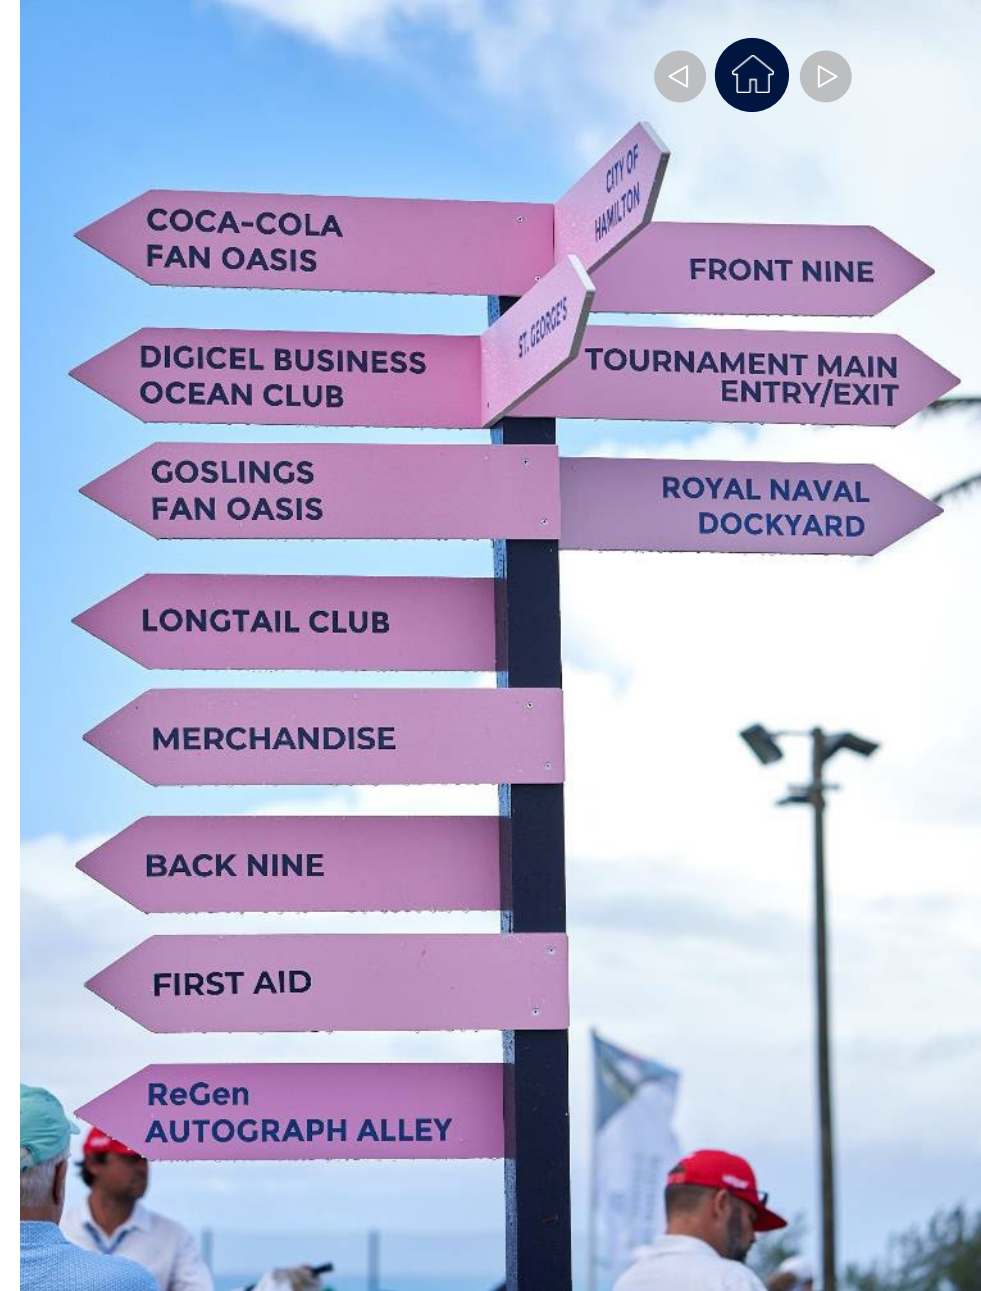 CITY OF
HAMILTON
COCA-COLA
FAN OASIS
FRONT NINE
ST. GEORGE'S
DIGICEL BUSINESS
OCEAN CLUB
TOURNAMENT MAIN
ENTRY/EXIT
GOSLINGS
FAN OASIS
ROYAL NAVAL
DOCKYARD
LONGTAIL CLUB
MERCHANDISE
BACK NINE
FIRST AID
ReGen
AUTOGRAPH ALLEY